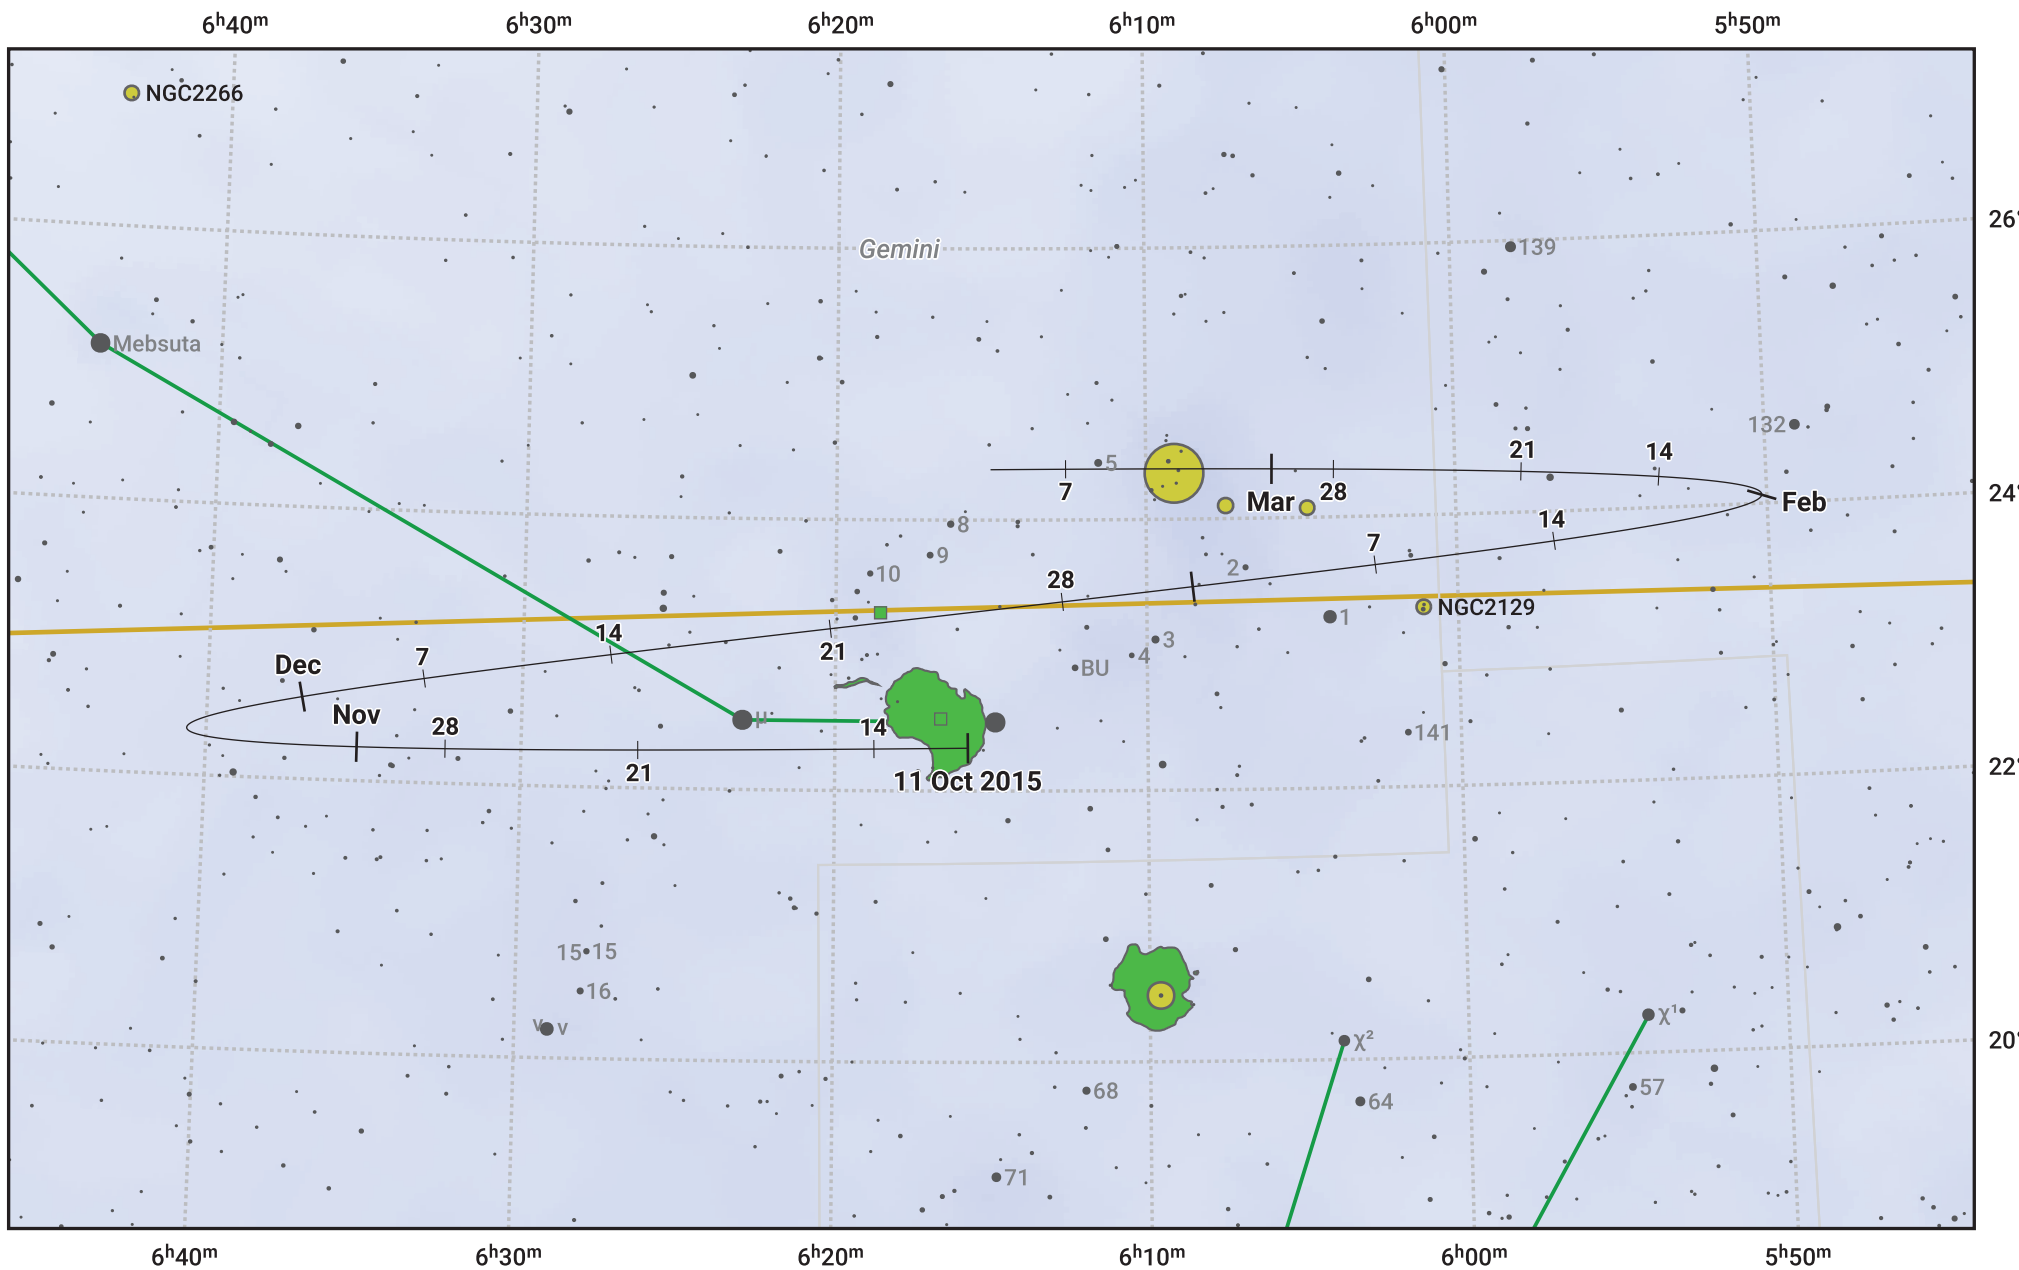 6ʰ40ᵐ 6ʰ30ᵐ 6ʰ20ᵐ 6ʰ10ᵐ 6ʰ00ᵐ 5ʰ50ᵐ
NGC2266
26°
Gemini
139
Mebsuta
132
21 14
5
7 Mar 28 Feb
24°
8 14
9 7
10 28 2
NGC2129
1
14 21 3
Dec 7 BU 4
Nov 28 μ 14 141
21 11 Oct 2015 22°
15 15
16
ν ν χ¹
χ² 20°
57
68 64
71
6ʰ40ᵐ 6ʰ30ᵐ 6ʰ20ᵐ 6ʰ10ᵐ 6ʰ00ᵐ 5ʰ50ᵐ